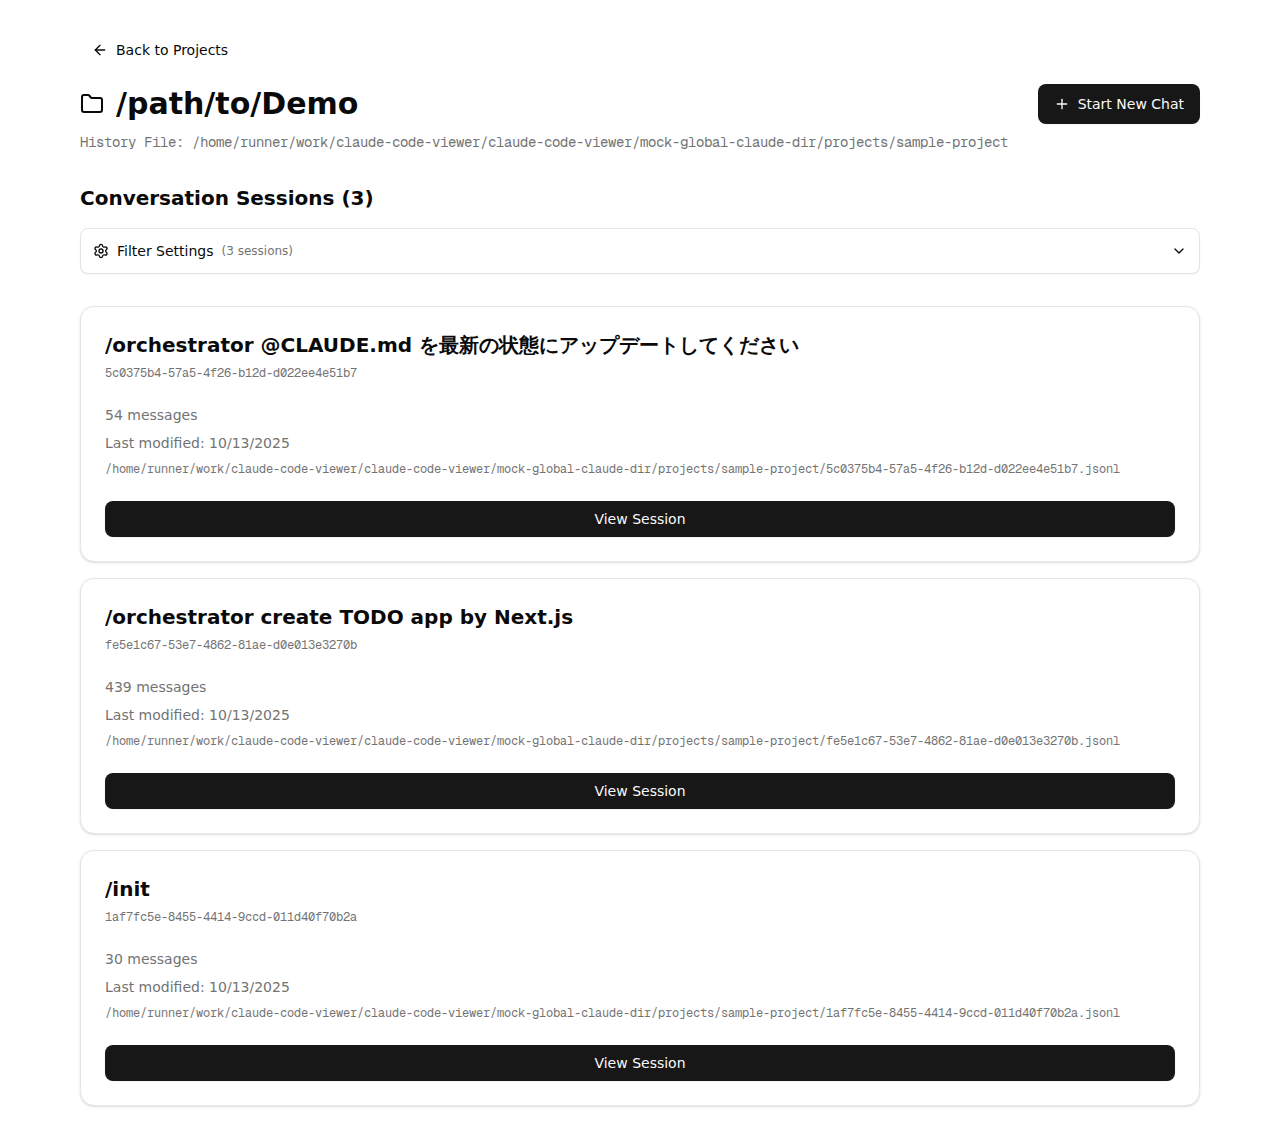 Back to Projects
/path/to/Demo
Start New Chat
History File: /home/runner/work/claude-code-viewer/claude-code-viewer/mock-global-claude-dir/projects/sample-project
Conversation Sessions (3)
Filter Settings (3 sessions)
/orchestrator @CLAUDE.md を最新の状態にアップデートしてください
5c0375b4-57a5-4f26-b12d-d022ee4e51b7
54 messages
Last modified: 10/13/2025
/home/runner/work/claude-code-viewer/claude-code-viewer/mock-global-claude-dir/projects/sample-project/5c0375b4-57a5-4f26-b12d-d022ee4e51b7.jsonl
View Session
/orchestrator create TODO app by Next.js
fe5e1c67-53e7-4862-81ae-d0e013e3270b
439 messages
Last modified: 10/13/2025
/home/runner/work/claude-code-viewer/claude-code-viewer/mock-global-claude-dir/projects/sample-project/fe5e1c67-53e7-4862-81ae-d0e013e3270b.jsonl
View Session
/init
1af7fc5e-8455-4414-9ccd-011d40f70b2a
30 messages
Last modified: 10/13/2025
/home/runner/work/claude-code-viewer/claude-code-viewer/mock-global-claude-dir/projects/sample-project/1af7fc5e-8455-4414-9ccd-011d40f70b2a.jsonl
View Session